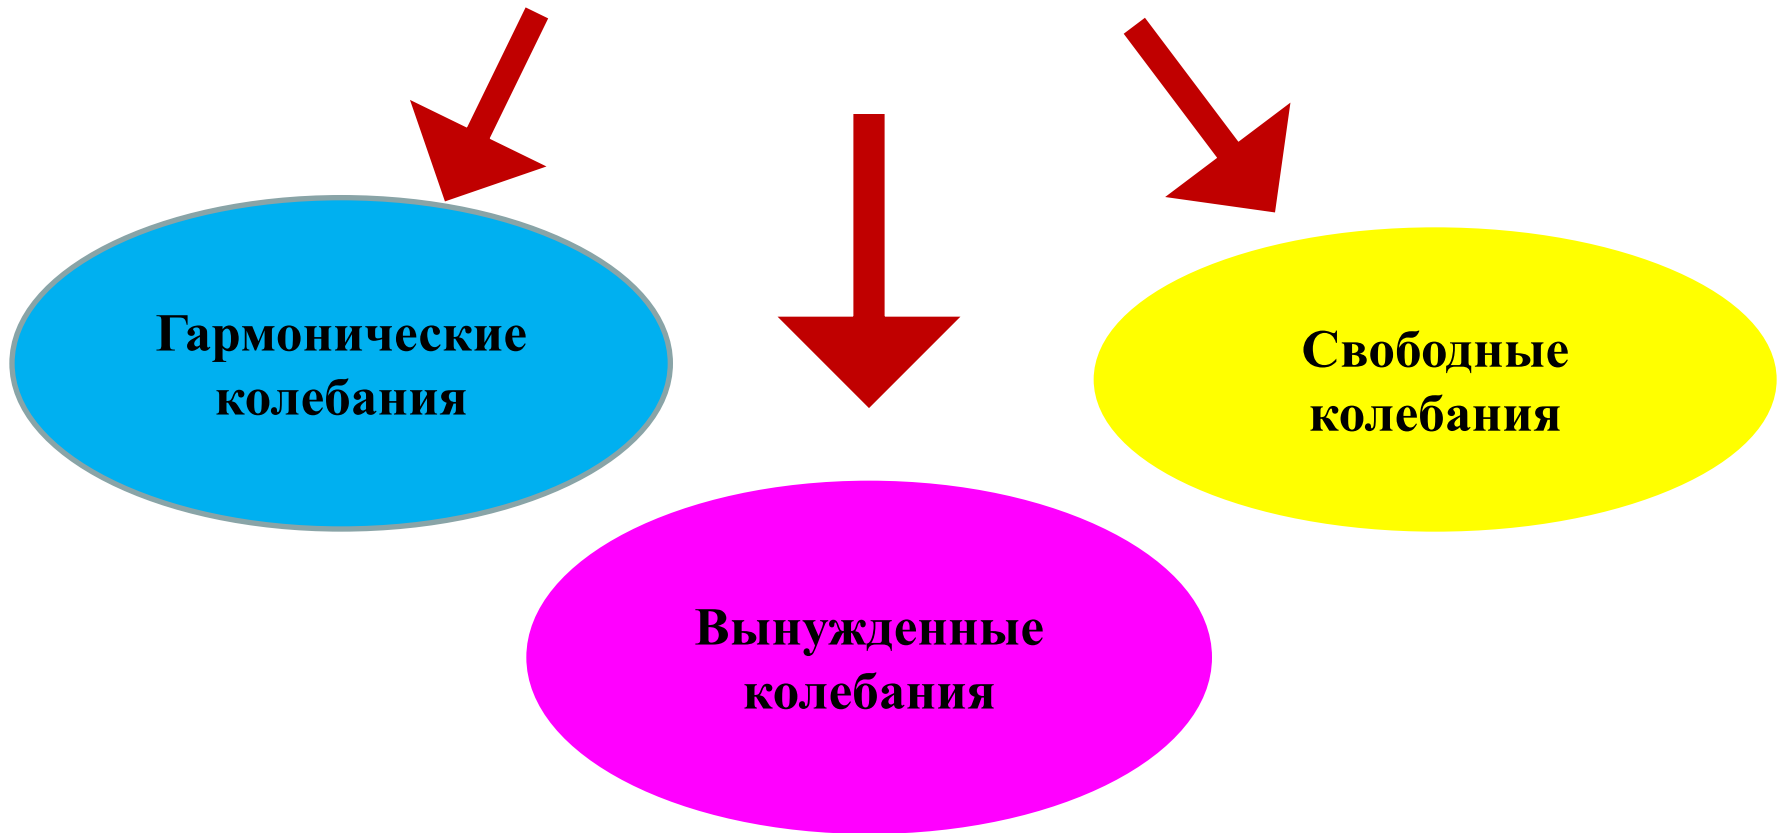 Гармонические
колебания
Свободные
колебания
Вынужденные
колебания